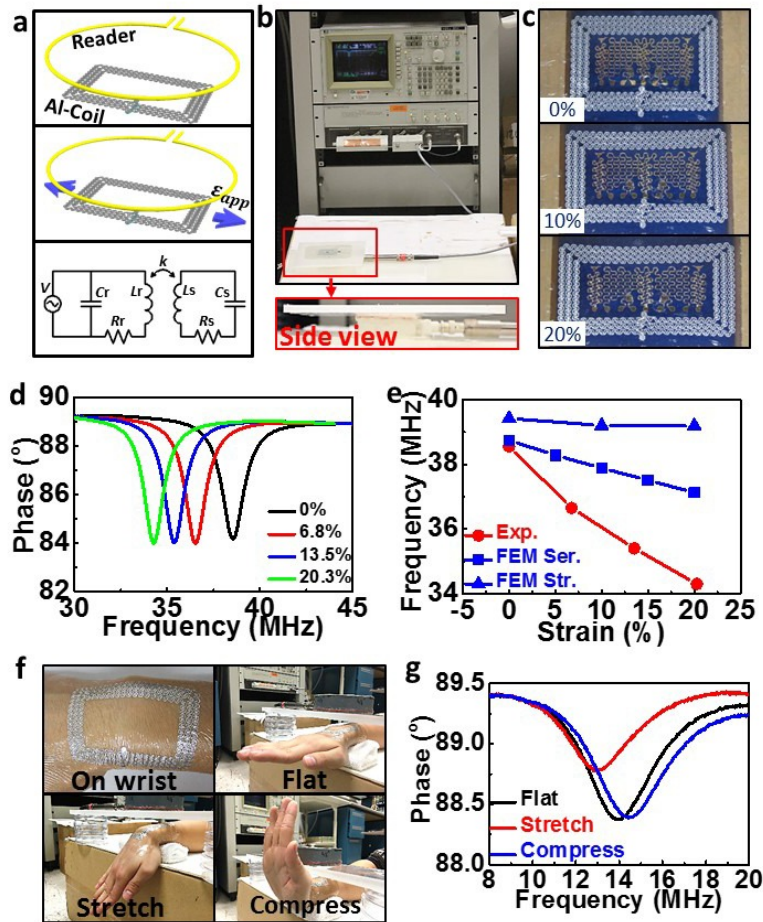 a
Reader
Al-Coil
εapp
k
V
Cr
Lr
Rr
Ls
Cs
Rs
b
Side view
c
0%
10%
20%
d
90
88
86
84
82
30
35
40
45
Phase (°)
Frequency (MHz)
0%
6.8%
13.5%
20.3%
e
40
38
36
34
-5
0
5
10
15
20
25
Frequency (MHz)
Strain (%)
Exp.
FEM Ser.
FEM Str.
f
On wrist
Flat
Stretch
Compress
g
89.5
89.0
88.5
88.0
8
10
12
14
16
18
20
Phase (°)
Frequency (MHz)
Flat
Stretch
Compress